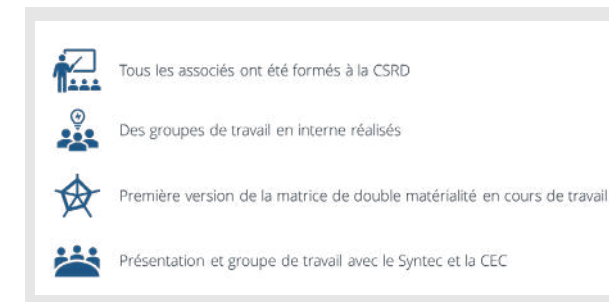 Tous les associés ont été formés à la CSRD
Des groupes de travail en interne réalisés
Première version de la matrice de double matérialité en cours de travail
Présentation et groupe de travail avec le Syntec et la CEC